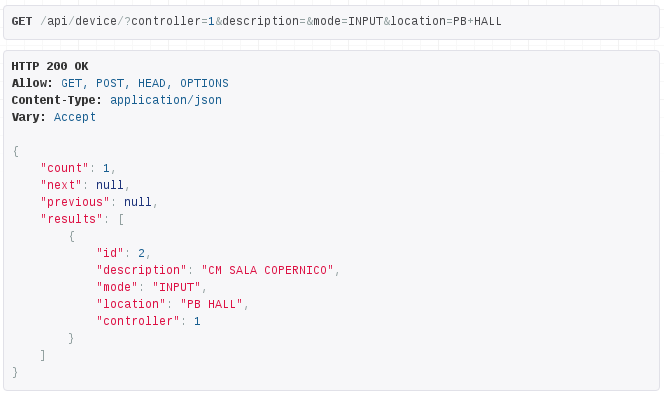 GET /api/device/?controller=1&description=&mode=INPUT&location=PB+HALL
HTTP 200 OK
Allow: GET, POST, HEAD, OPTIONS
Content-Type: application/json
Vary: Accept
{
    "count": 1,
    "next": null,
    "previous": null,
    "results": [
        {
            "id": 2,
            "description": "CM SALA COPERNICO",
            "mode": "INPUT",
            "location": "PB HALL",
            "controller": 1
        }
    ]
}